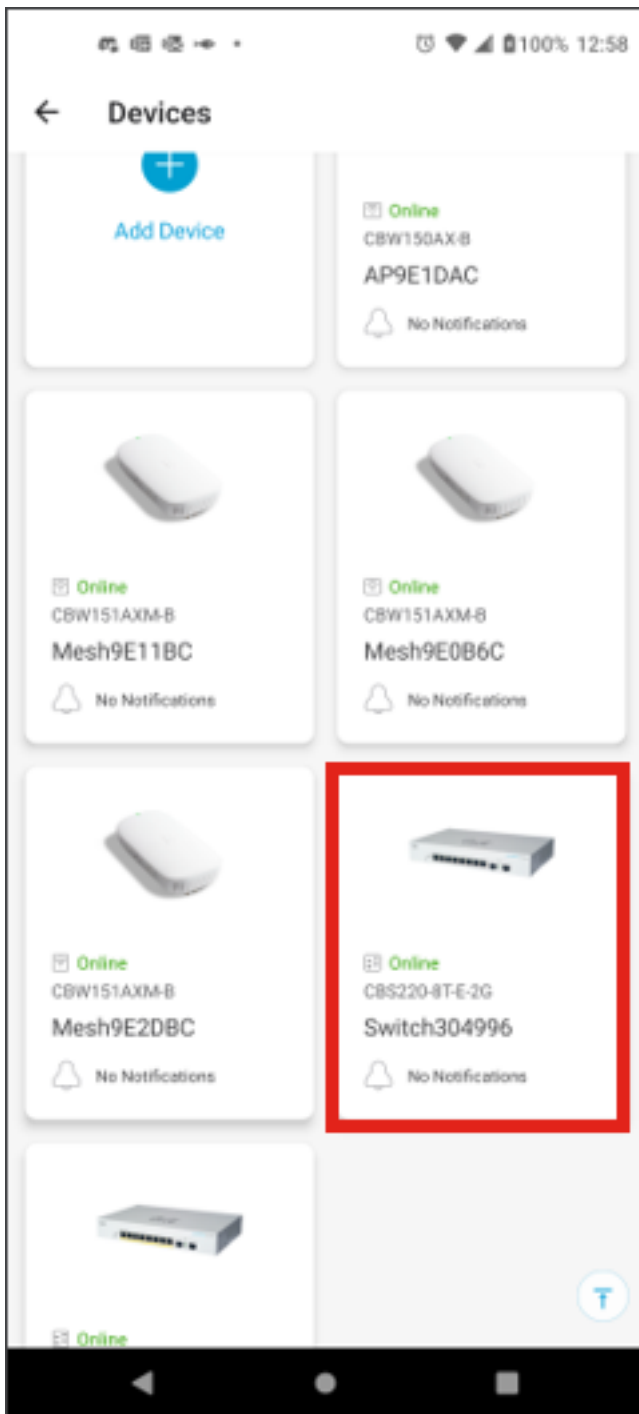 100% 12:58
Devices
Add Device
Online
CBW150AX-B
AP9E1DAC
No Notifications
Online
CBW151AXM-B
Mesh9E11BC
No Notifications
Online
CBW151AXM-B
Mesh9E0B6C
No Notifications
Online
CBW151AXM-B
Mesh9E2DBC
No Notifications
Online
CBS220-8T-E-2G
Switch304996
No Notifications
Online